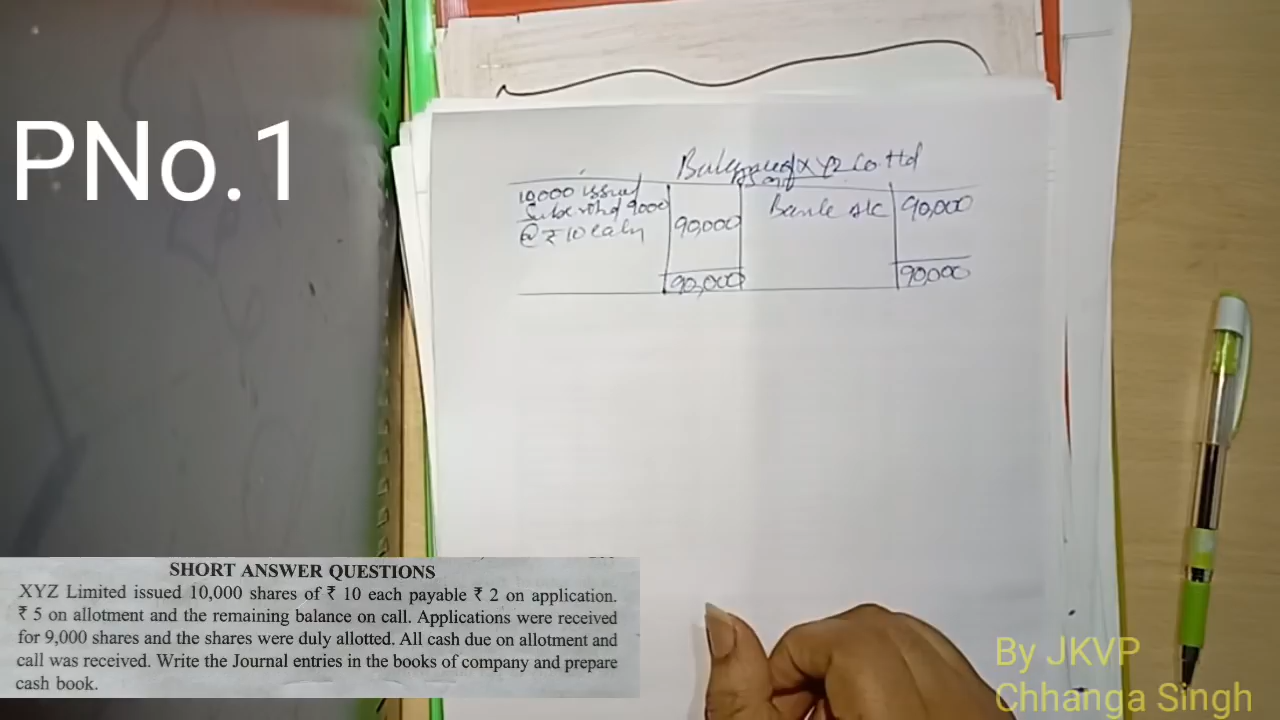 PNo.1
XYZ Co ltd
10,000 issued
9000
@ ₹ 10 each
90,000
Bank a/c
90,000
90,000
90,000
SHORT ANSWER QUESTIONS
XYZ Limited issued 10,000 shares of ₹ 10 each payable ₹ 2 on application.
₹ 5 on allotment and the remaining balance on call. Applications were received
for 9,000 shares and the shares were duly allotted. All cash due on allotment and
call was received. Write the Journal entries in the books of company and prepare
cash book.
By JKVP
Chhanga Singh